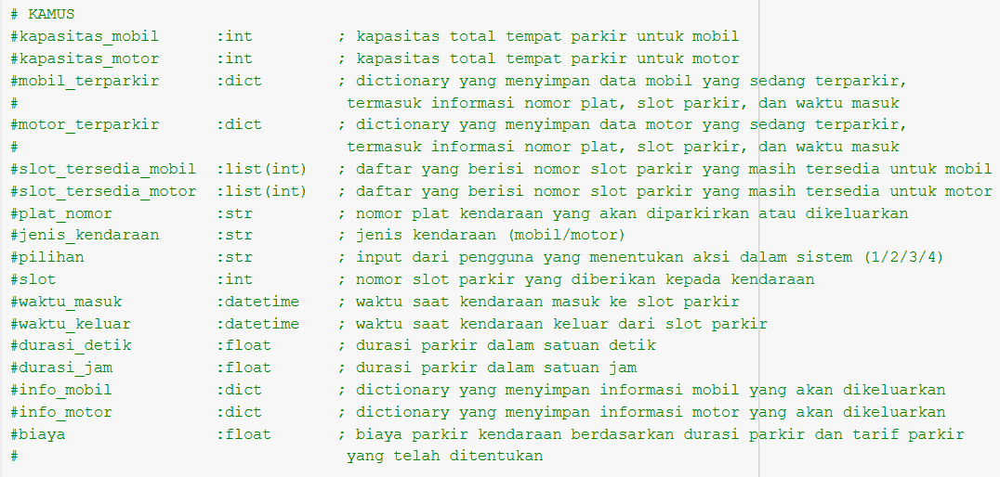 # KAMUS
#kapasitas_mobil      :int         ; kapasitas total tempat parkir untuk mobil
#kapasitas_motor      :int         ; kapasitas total tempat parkir untuk motor
#mobil_terparkir      :dict        ; dictionary yang menyimpan data mobil yang sedang terparkir,
#                                    termasuk informasi nomor plat, slot parkir, dan waktu masuk
#motor_terparkir      :dict        ; dictionary yang menyimpan data motor yang sedang terparkir,
#                                    termasuk informasi nomor plat, slot parkir, dan waktu masuk
#slot_tersedia_mobil  :list(int)   ; daftar yang berisi nomor slot parkir yang masih tersedia untuk mobil
#slot_tersedia_motor  :list(int)   ; daftar yang berisi nomor slot parkir yang masih tersedia untuk motor
#plat_nomor           :str         ; nomor plat kendaraan yang akan diparkirkan atau dikeluarkan
#jenis_kendaraan      :str         ; jenis kendaraan (mobil/motor)
#pilihan              :str         ; input dari pengguna yang menentukan aksi dalam sistem (1/2/3/4)
#slot                 :int         ; nomor slot parkir yang diberikan kepada kendaraan
#waktu_masuk          :datetime    ; waktu saat kendaraan masuk ke slot parkir
#waktu_keluar         :datetime    ; waktu saat kendaraan keluar dari slot parkir
#durasi_detik         :float       ; durasi parkir dalam satuan detik
#durasi_jam           :float       ; durasi parkir dalam satuan jam
#info_mobil           :dict        ; dictionary yang menyimpan informasi mobil yang akan dikeluarkan
#info_motor           :dict        ; dictionary yang menyimpan informasi motor yang akan dikeluarkan
#biaya                :float       ; biaya parkir kendaraan berdasarkan durasi parkir dan tarif parkir
#                                    yang telah ditentukan